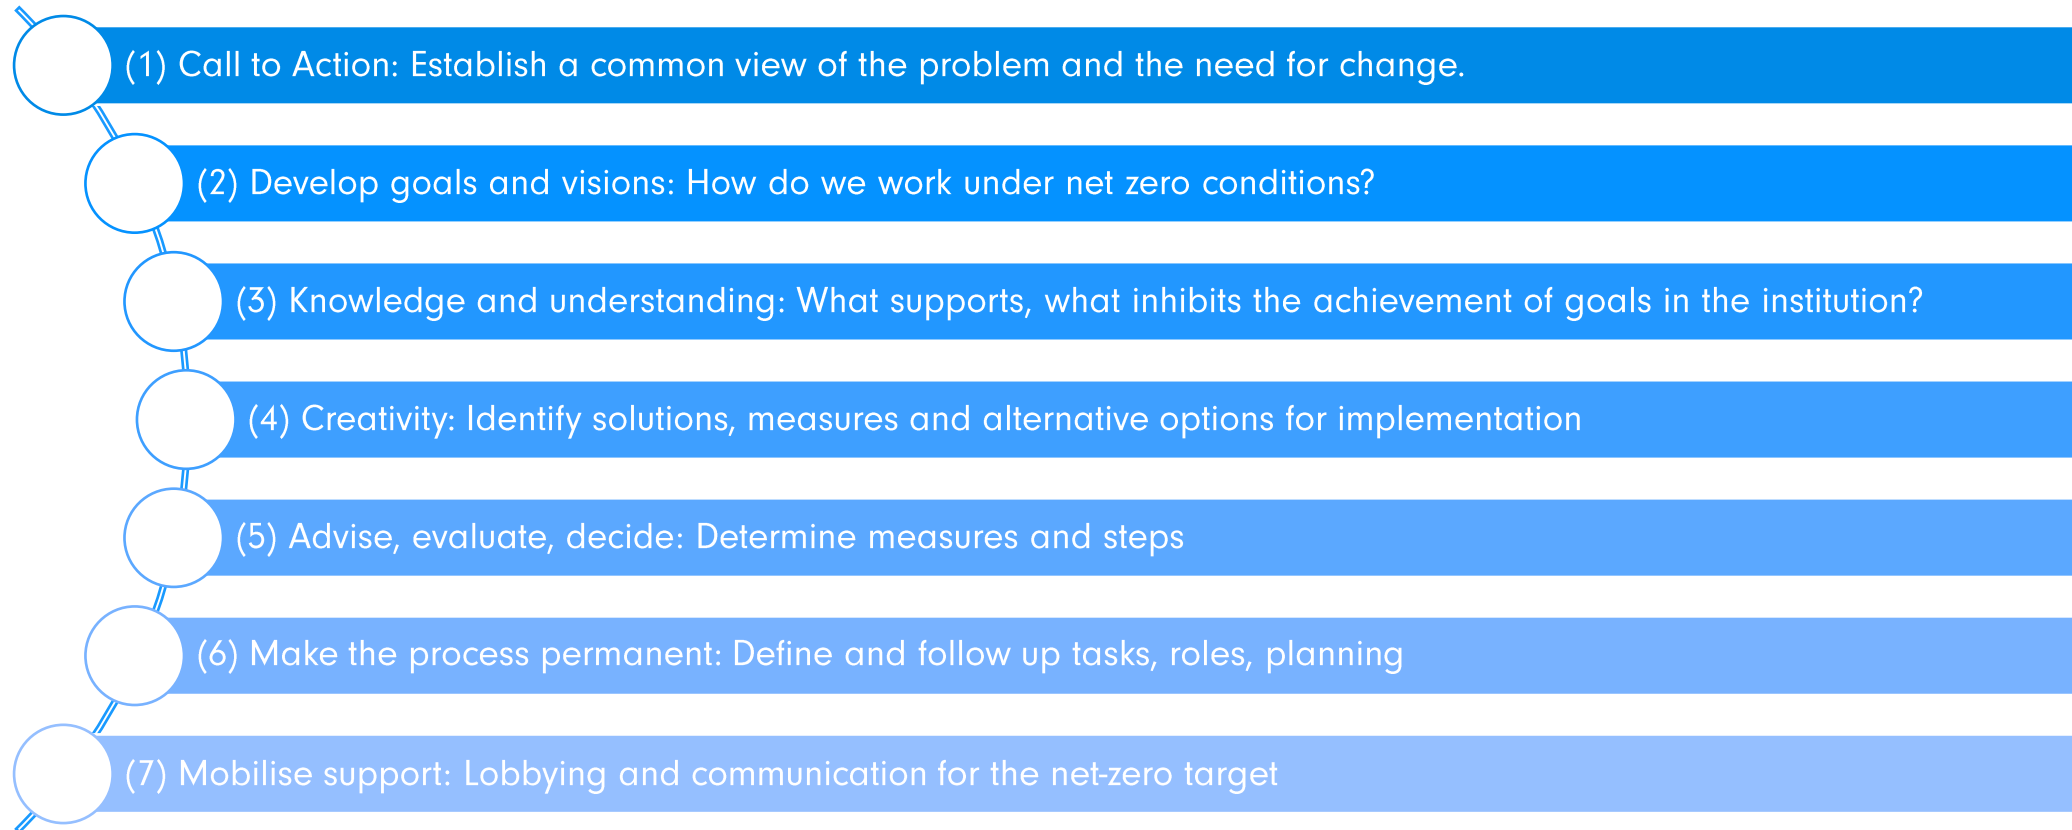 (1) Call to Action: Establish a common view of the problem and the need for change.
(2) Develop goals and visions: How do we work under net zero conditions?
(3) Knowledge and understanding: What supports, what inhibits the achievement of goals in the institution?
(4) Creativity: Identify solutions, measures and alternative options for implementation
(5) Advise, evaluate, decide: Determine measures and steps
(6) Make the process permanent: Define and follow up tasks, roles, planning
(7) Mobilise support: Lobbying and communication for the net-zero target